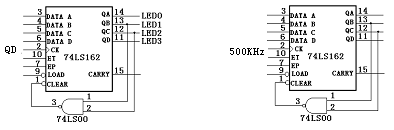 3 DATA A QA 14 LED0
4 DATA B QB 13 LED1
5 DATA C QC 12 LED2
6 DATA D QD 11 LED3
QD 2 CK
74LS162
10 ET
7 EP
9 LOAD CARRY 15
1 CLEAR
3 1
2
74LS00
3 DATA A QA 14
4 DATA B QB 13
5 DATA C QC 12
6 DATA D QD 11
500KHz 2 CK
74LS162
10 ET
7 EP
9 LOAD CARRY 15
1 CLEAR
3 1
2
74LS00